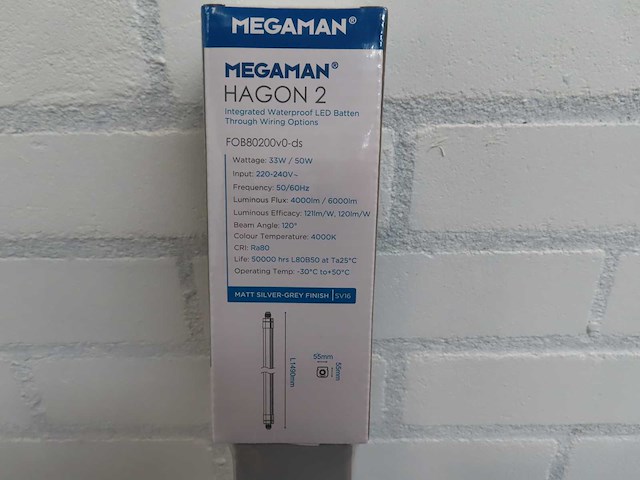 MEGAMAN®
MEGAMAN®
HAGON 2
Integrated Waterproof LED Batten
Through Wiring Options
FOB80200v0-ds
Wattage: 33W / 50W
Input: 220-240V~
Frequency: 50/60Hz
Luminous Flux: 4000lm / 6000lm
Luminous Efficacy: 121lm/W, 120lm/W
Beam Angle: 120°
Colour Temperature: 4000K
CRI: Ra80
Life: 50000 hrs L80B50 at Ta25°C
Operating Temp: -30°C to+50°C
MATT SILVER-GREY FINISH | SV16
L1490mm
55mm
55mm